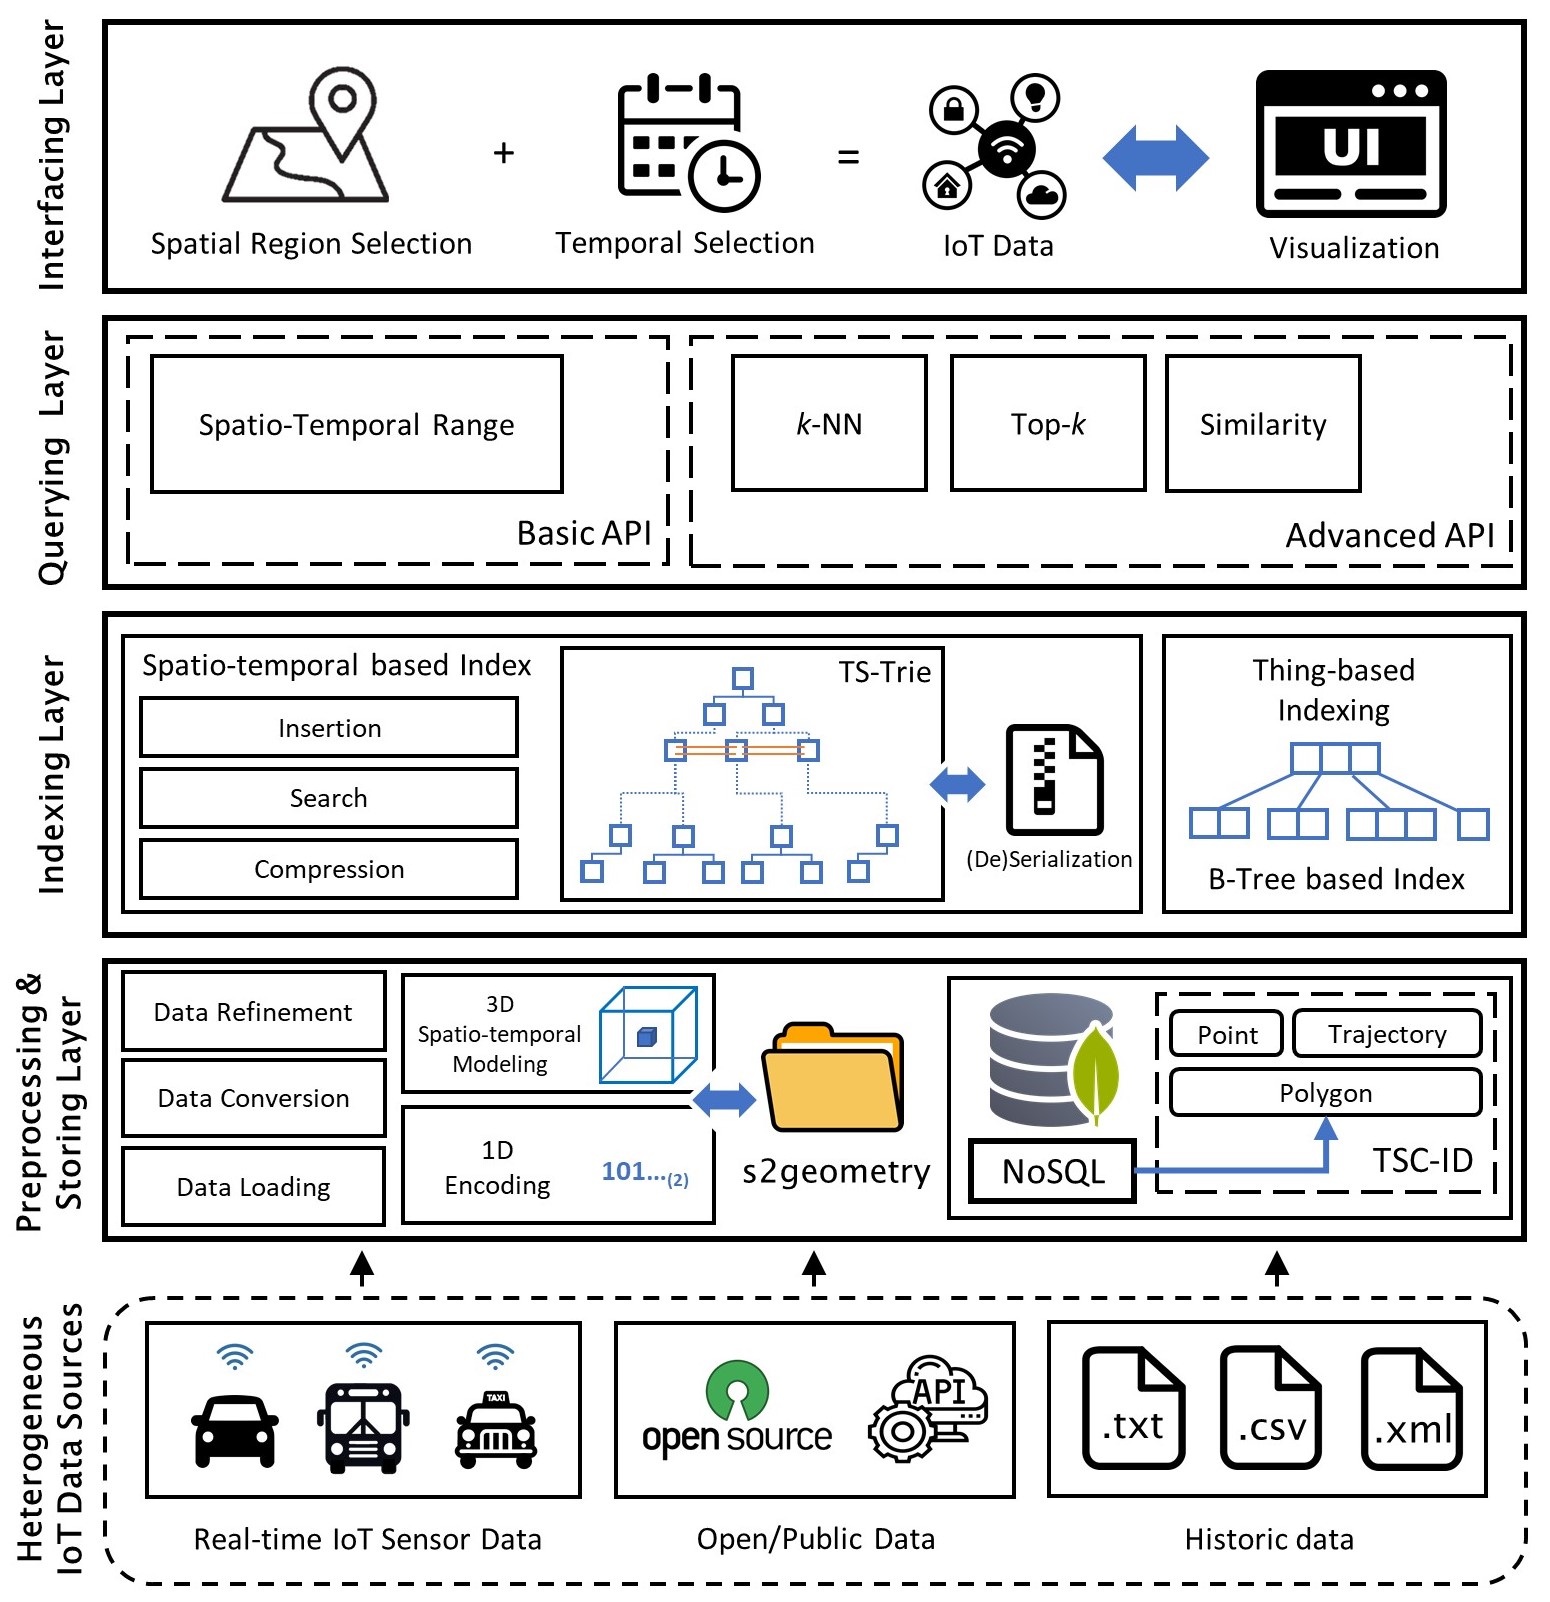 Interfacing Layer
+
=
UI
Spatial Region Selection
Temporal Selection
IoT Data
Visualization
Querying Layer
Spatio-Temporal Range
Basic API
k-NN
Top-k
Similarity
Advanced API
Indexing Layer
Spatio-temporal based Index
Insertion
Search
Compression
TS-Trie
(De)Serialization
Thing-based
Indexing
B-Tree based Index
Preprocessing &
Storing Layer
Data Refinement
Data Conversion
Data Loading
3D
Spatio-temporal
Modeling
1D
Encoding
101...(2)
s2geometry
NoSQL
Point
Trajectory
Polygon
TSC-ID
Heterogeneous
IoT Data Sources
TAXI
Real-time IoT Sensor Data
open source
API
Open/Public Data
.txt
.csv
.xml
Historic data